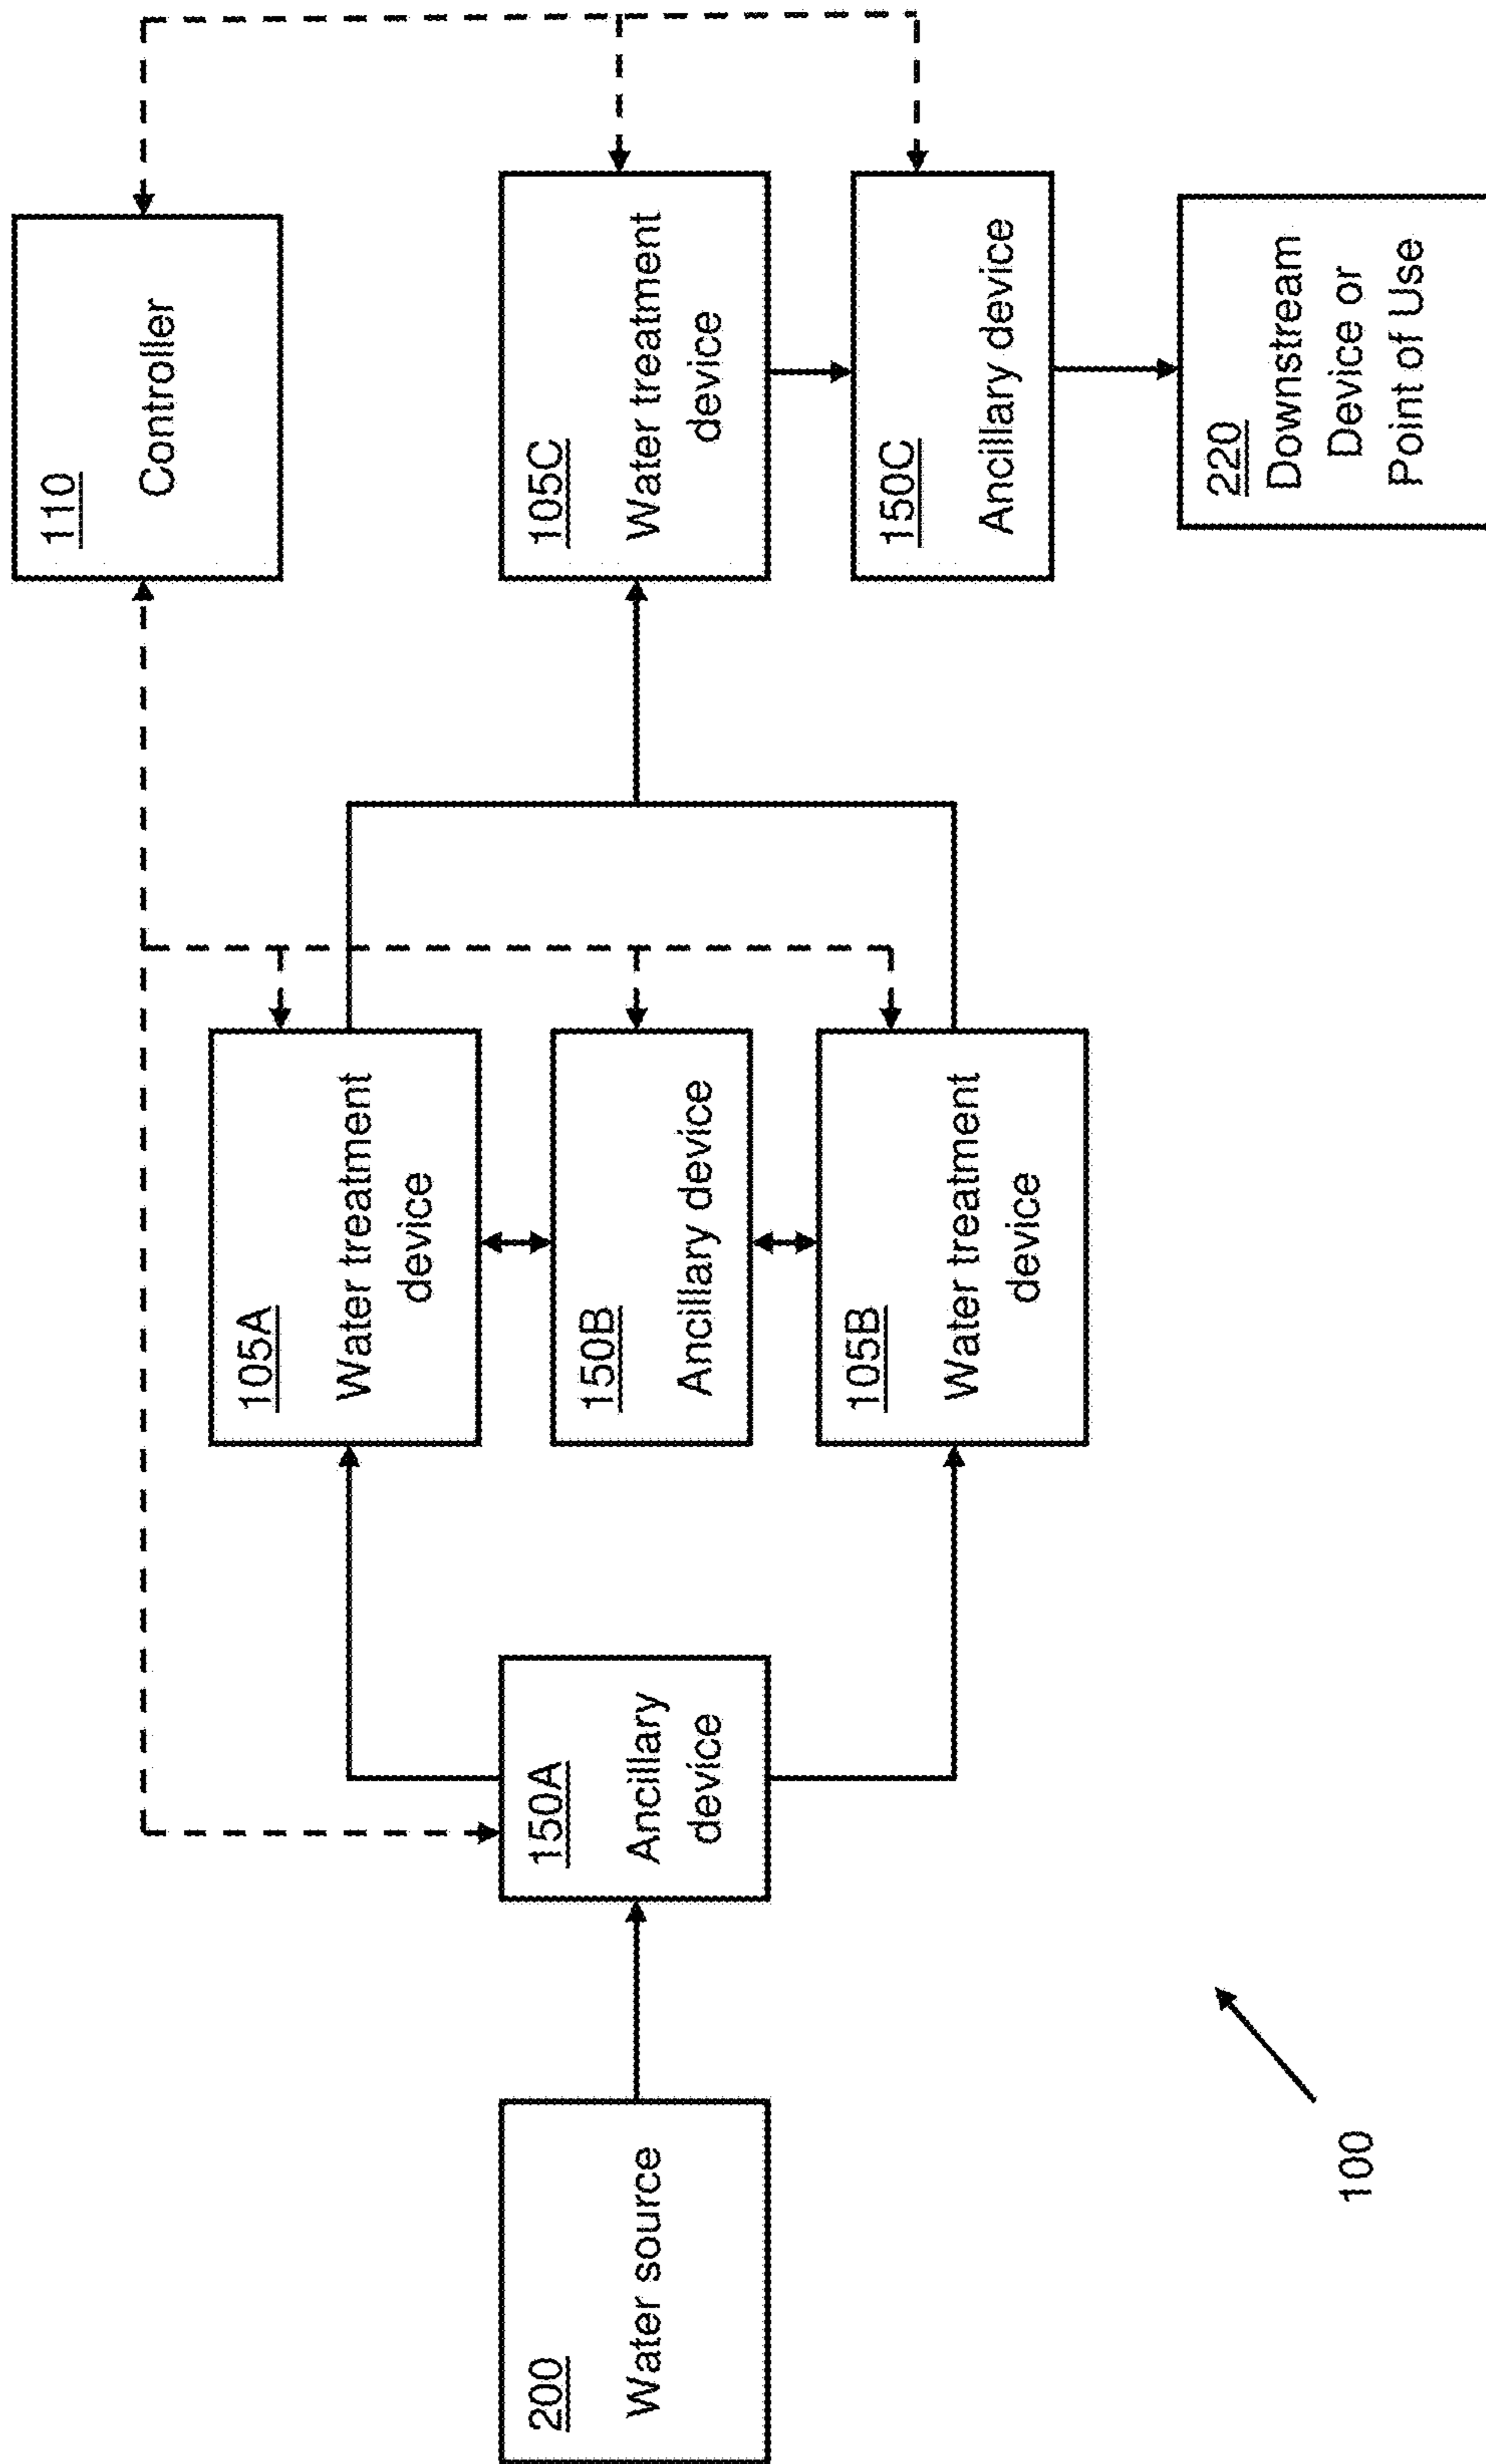 200
Water source
150A
Ancillary
device
105A
Water treatment
device
150B
Ancillary device
105B
Water treatment
device
110
Controller
105C
Water treatment
device
150C
Ancillary device
220
Downstream
Device or
Point of Use
100